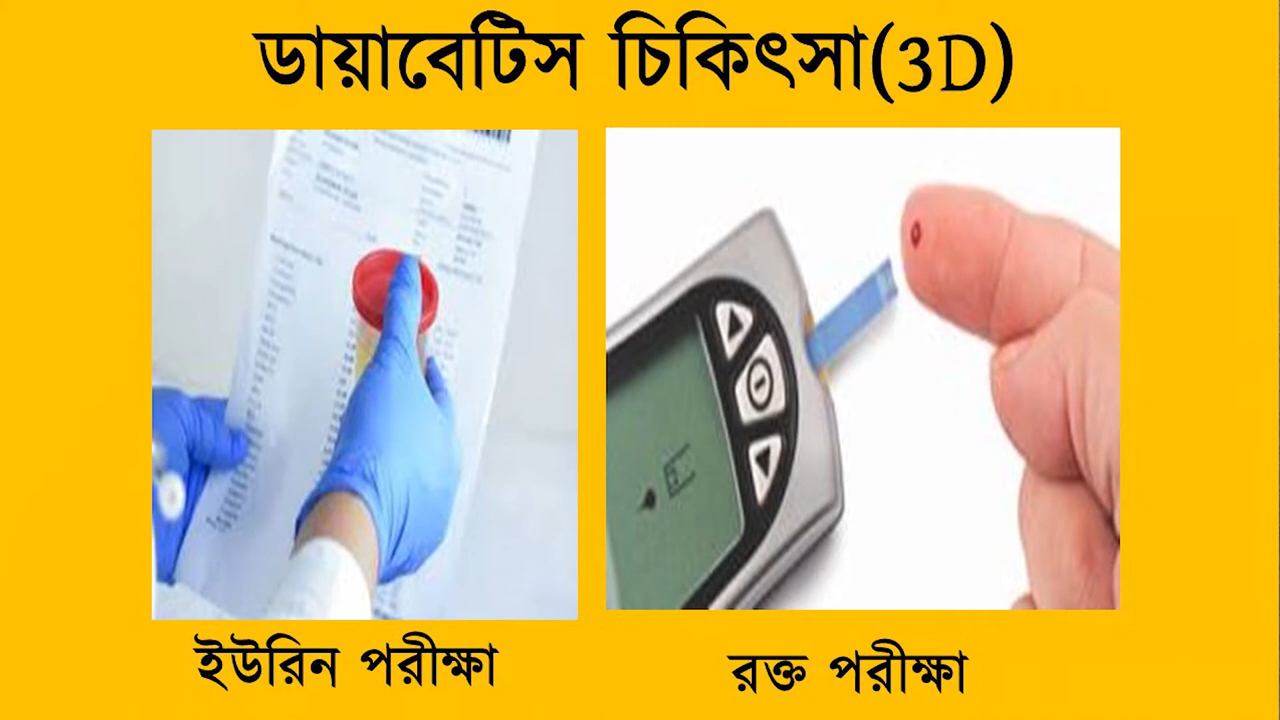 ডায়াবেটিস চিকিৎসা(3D)
ইউরিন পরীক্ষা
রক্ত পরীক্ষা